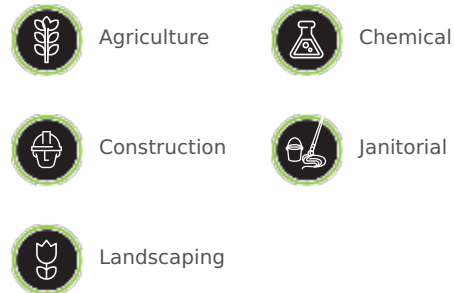 Agriculture
Chemical
Construction
Janitorial
Landscaping